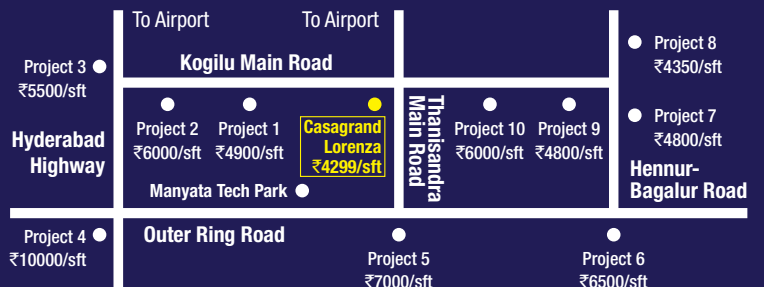 To Airport
To Airport
Kogilu Main Road
Project 3
₹5500/sft
Project 8
₹4350/sft
Hyderabad
Highway
Project 2
₹6000/sft
Project 1
₹4900/sft
Casagrand
Lorenza
₹4299/sft
Thanisandra
Main Road
Project 10
₹6000/sft
Project 9
₹4800/sft
Project 7
₹4800/sft
Hennur-
Bagalur Road
Manyata Tech Park
Outer Ring Road
Project 4
₹10000/sft
Project 5
₹7000/sft
Project 6
₹6500/sft